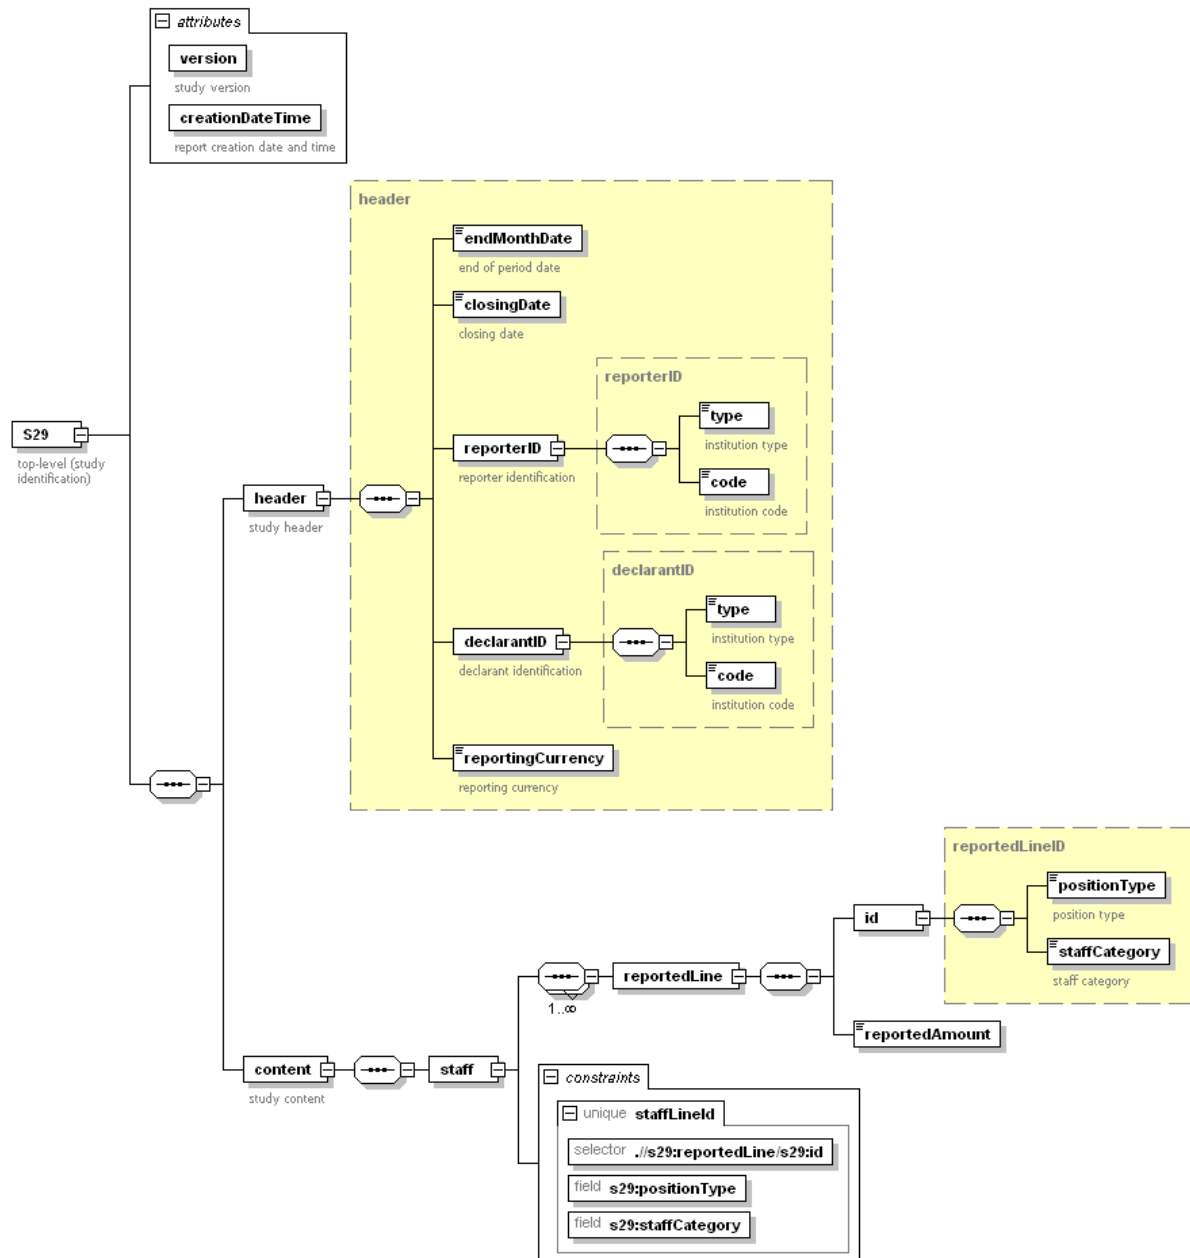 attributes
version
study version
creationDateTime
report creation date and time
header
endMonthDate
end of period date
closingDate
closing date
reporterID
type
institution type
code
institution code
reporterID
reporter identification
S29
top-level (study
identification)
header
study header
declarantID
type
institution type
code
institution code
declarantID
declarant identification
reportingCurrency
reporting currency
reportedLineID
positionType
position type
staffCategory
staff category
id
reportedLine
1..∞
reportedAmount
content
study content
staff
constraints
unique staffLineId
selector .//s29:reportedLine/s29:id
field s29:positionType
field s29:staffCategory